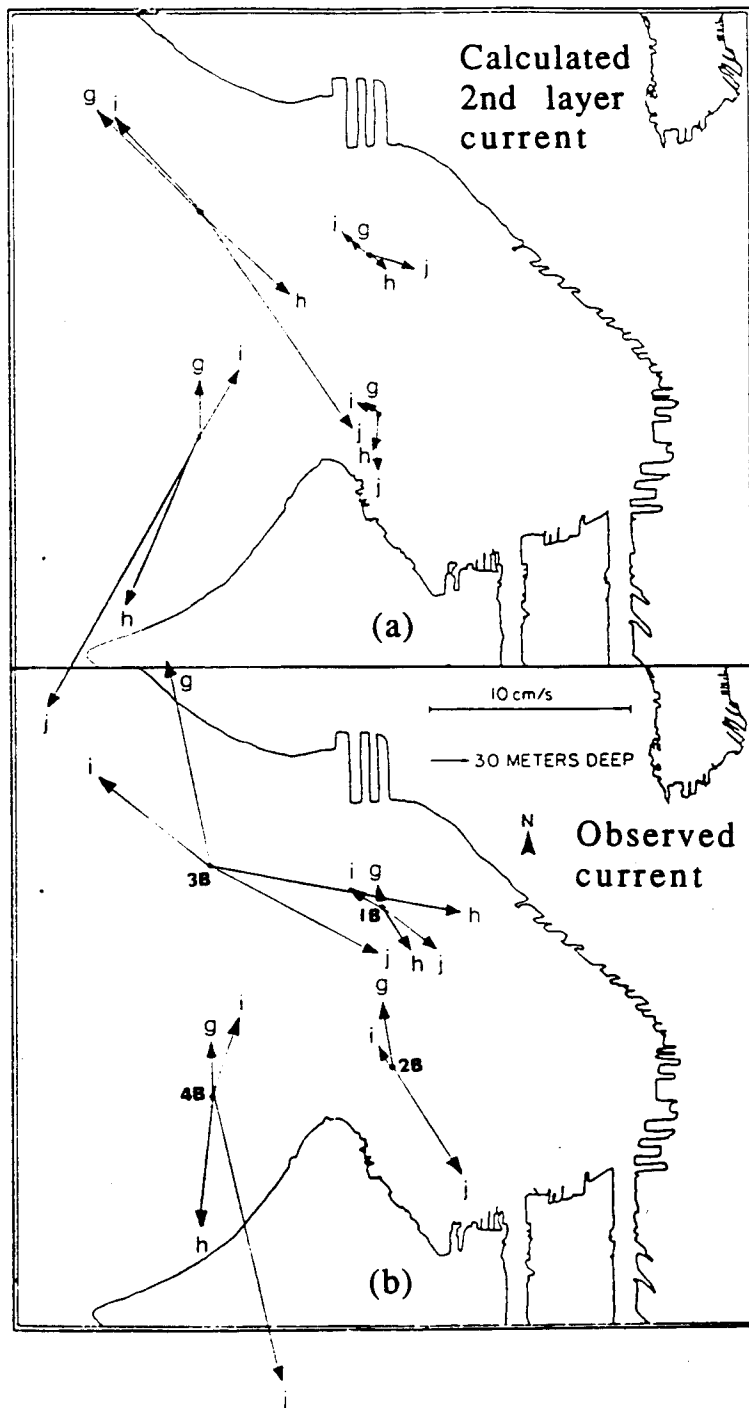 Calculated
2nd layer
current
g i
h
i g
h j
g i
g
i
j
h
j
h
j
(a)
g
10 cm/s
30 METERS DEEP
i
N
Observed
current
3B
i g
1B
h
j h j
g
i
g
i
2B
4B
j
h
(b)
j